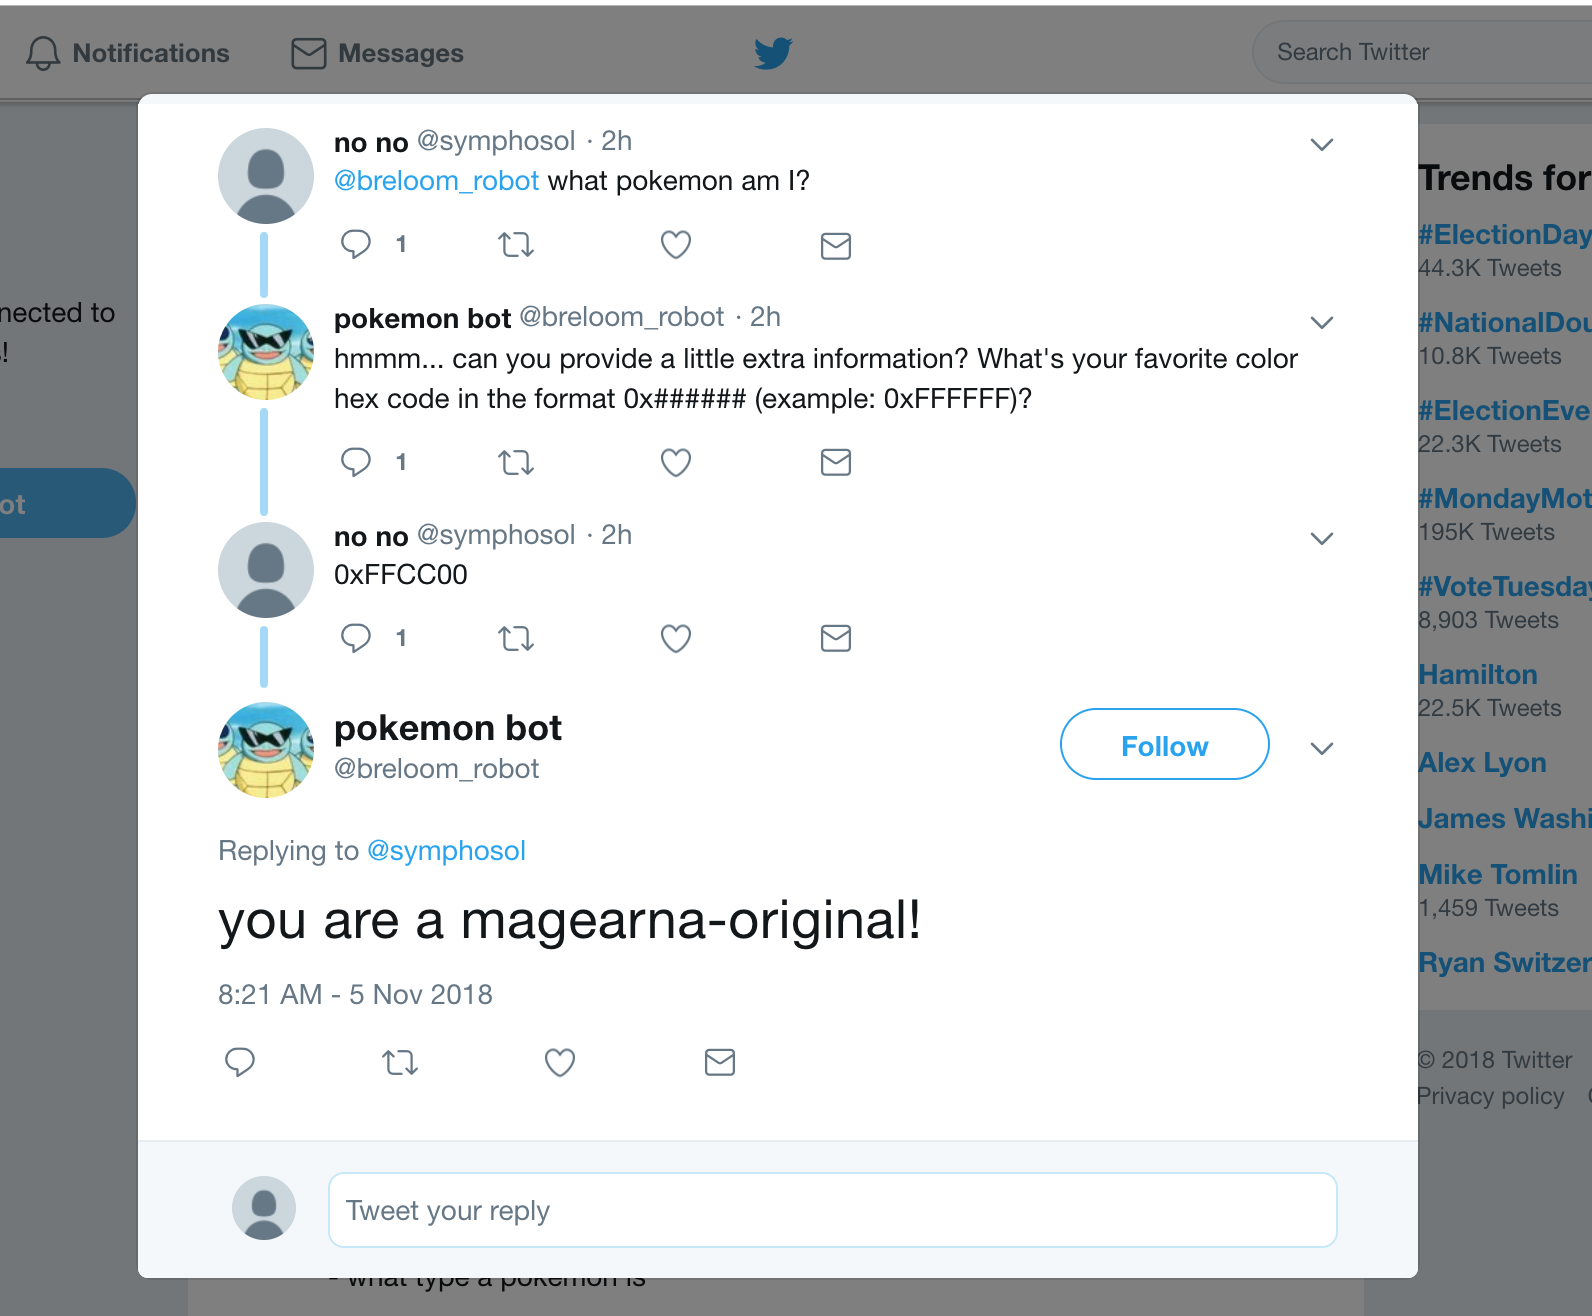 Notifications
Messages
Search Twitter
no no @symphosol · 2h
@breloom_robot what pokemon am I?
1
pokemon bot @breloom_robot · 2h
hmmm... can you provide a little extra information? What's your favorite color
hex code in the format 0x###### (example: 0xFFFFFF)?
1
no no @symphosol · 2h
0xFFCC00
1
pokemon bot
@breloom_robot
Follow
Replying to @symphosol
you are a magearna-original!
8:21 AM - 5 Nov 2018
Tweet your reply
- what type a pokemon is
nected to
!
ot
Trends for
#ElectionDay
44.3K Tweets
#NationalDou
10.8K Tweets
#ElectionEve
22.3K Tweets
#MondayMot
195K Tweets
#VoteTuesday
8,903 Tweets
Hamilton
22.5K Tweets
Alex Lyon
James Washi
Mike Tomlin
1,459 Tweets
Ryan Switzer
© 2018 Twitter
Privacy policy